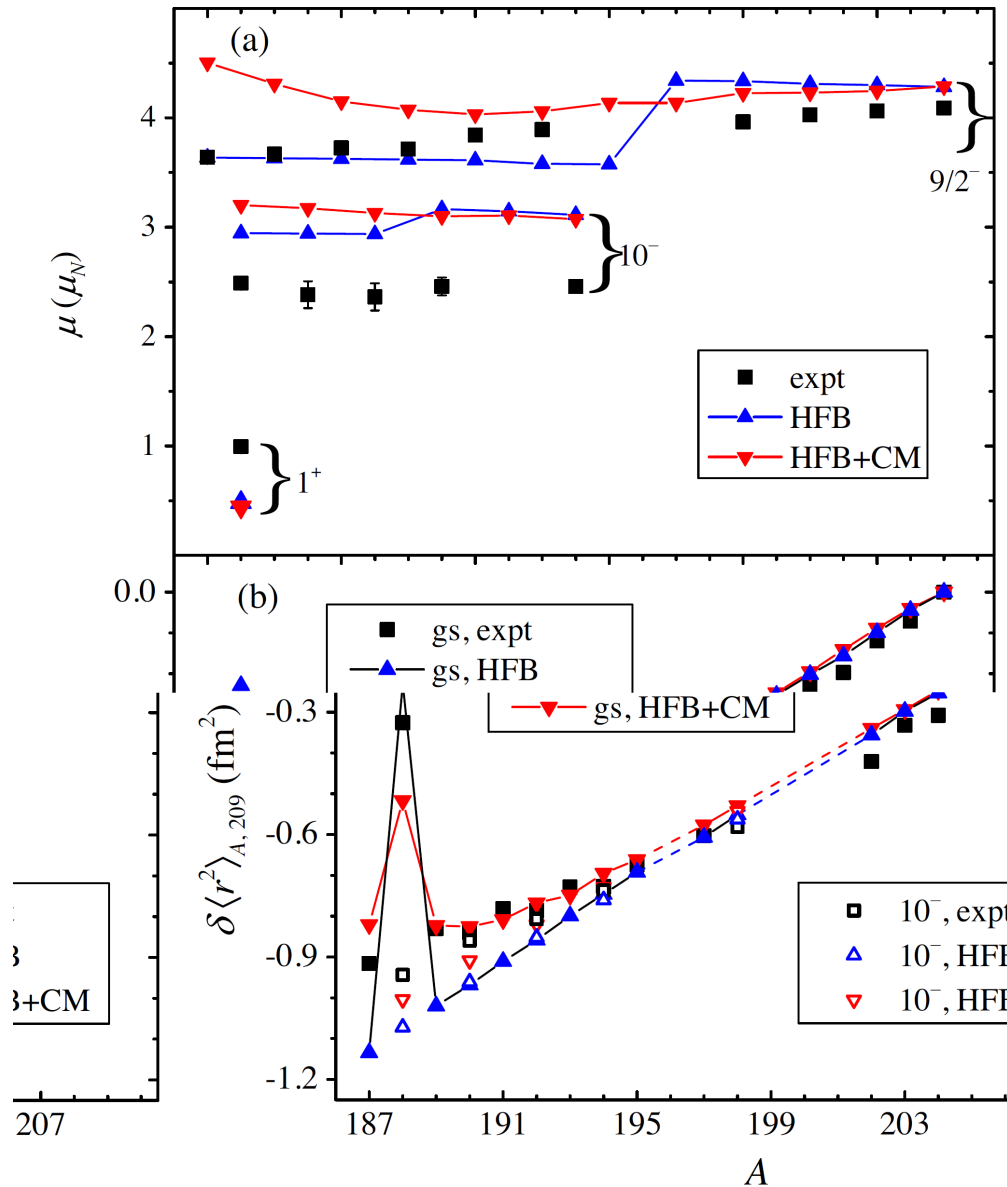 (a)
4
3
2
1
μ (μN)
9/2⁻
10⁻
1⁺
expt
HFB
HFB+CM
(b)
0.0
-0.3
-0.6
-0.9
-1.2
δ⟨r²⟩A, 209 (fm²)
gs, expt
gs, HFB
gs, HFB+CM
10⁻, expt
10⁻, HFB
10⁻, HFB
+CM
207
187
191
195
199
203
A